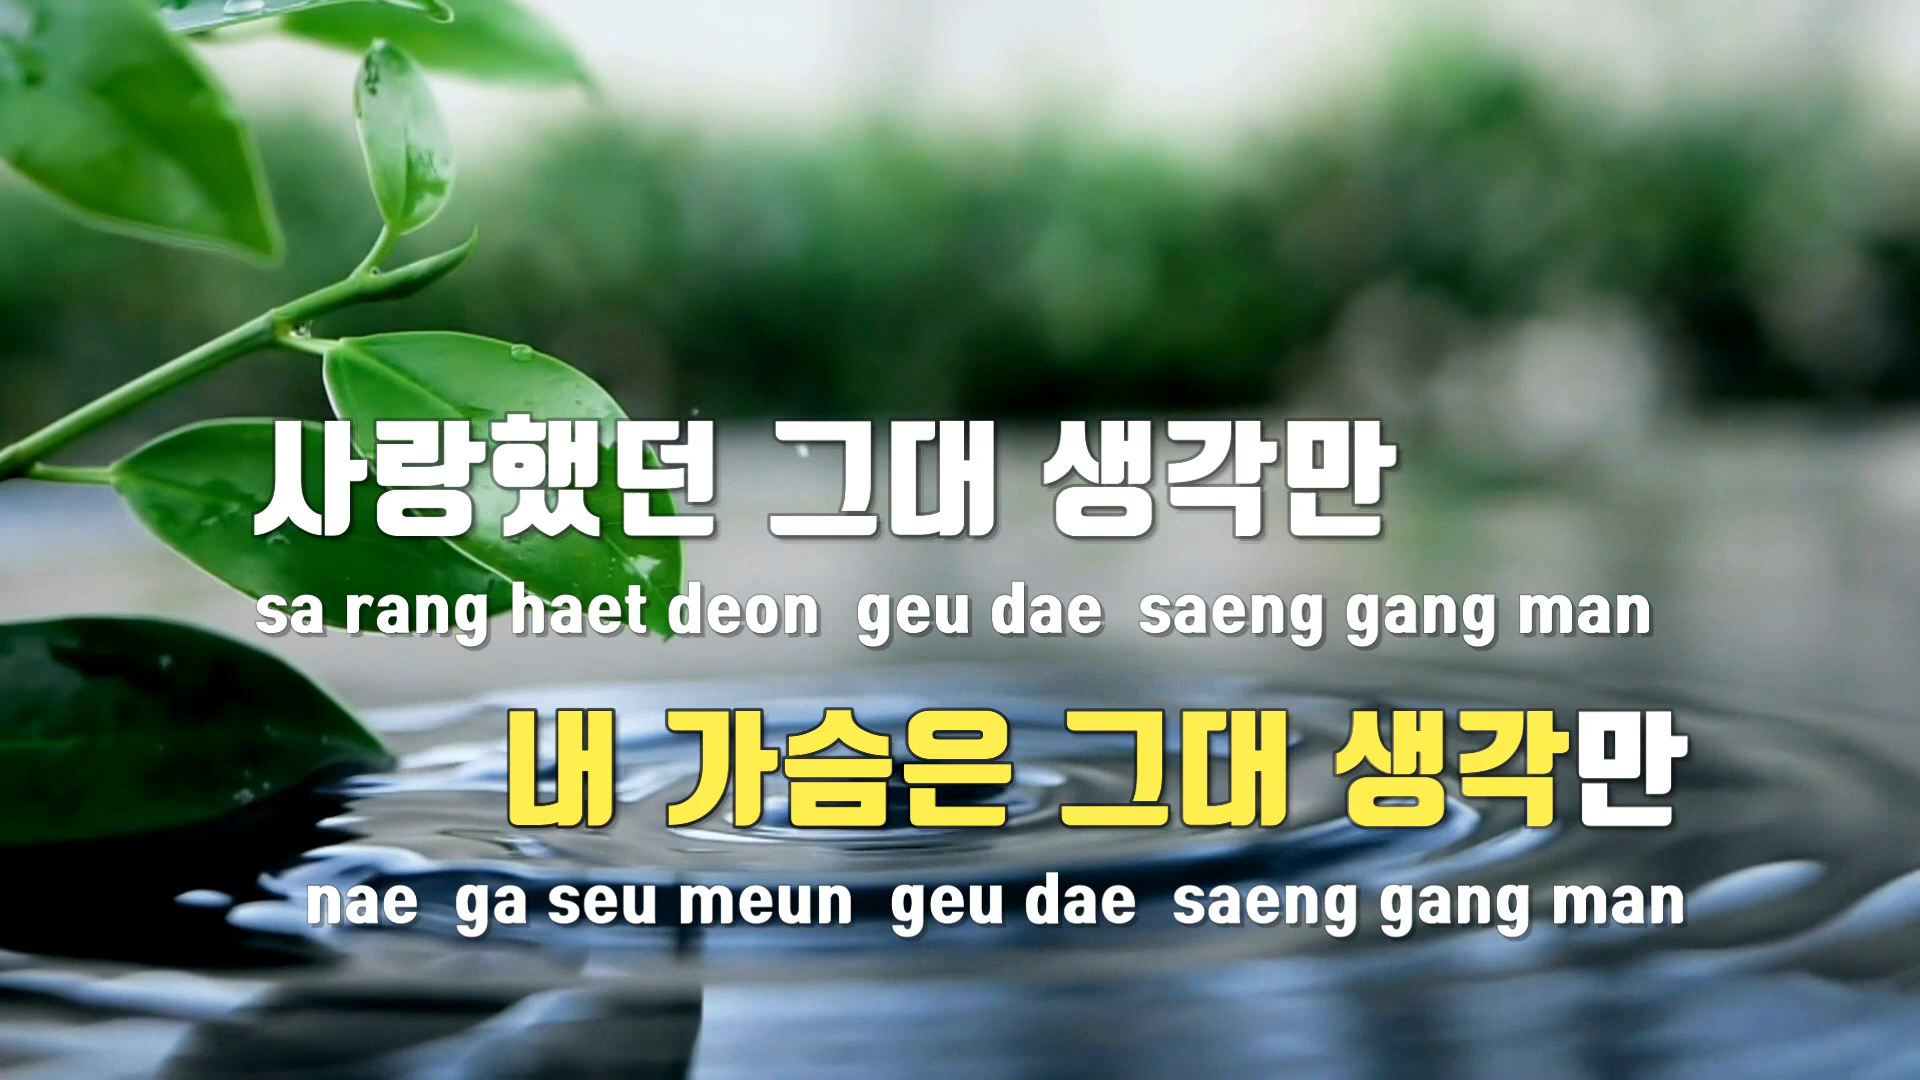 사랑했던 그대 생각만
sa rang haet deon geu dae saeng gang man
내 가슴은 그대 생각만
nae ga seu meun geu dae saeng gang man